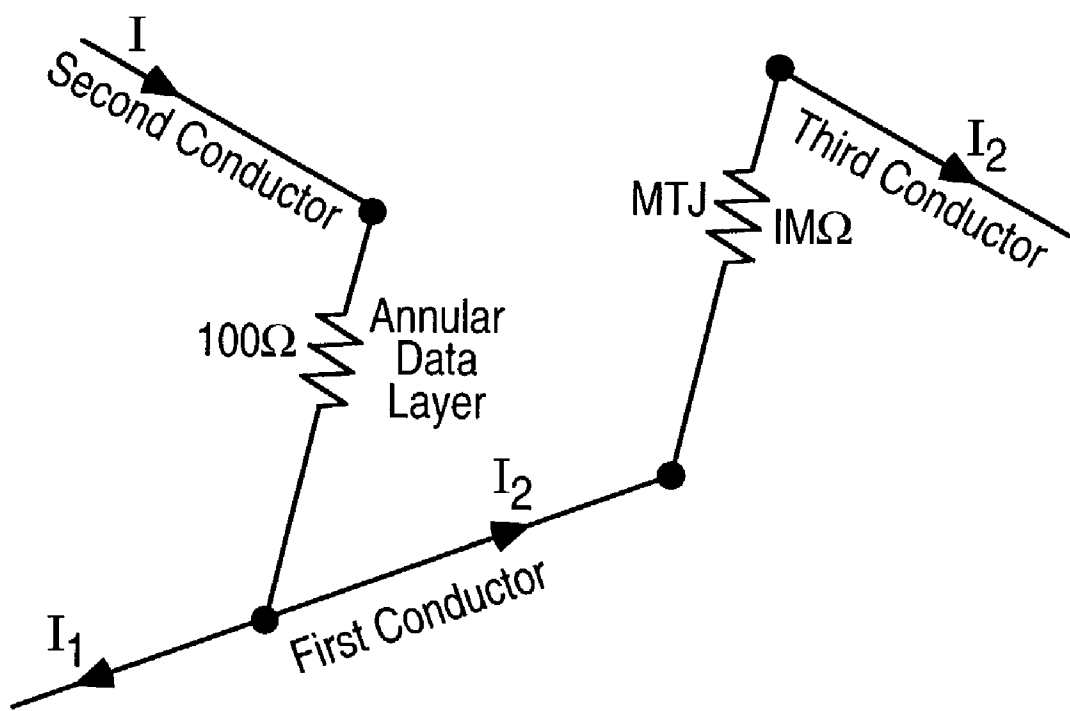 I
Second Conductor
I₂
Third Conductor
MTJ
IMΩ
100Ω
Annular
Data
Layer
I₂
First Conductor
I₁